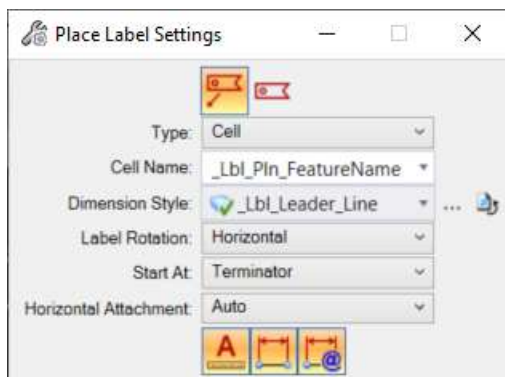 Place Label Settings
Type: Cell
Cell Name: _Lbl_Pln_FeatureName
Dimension Style: _Lbl_Leader_Line ...
Label Rotation: Horizontal
Start At: Terminator
Horizontal Attachment: Auto
A @